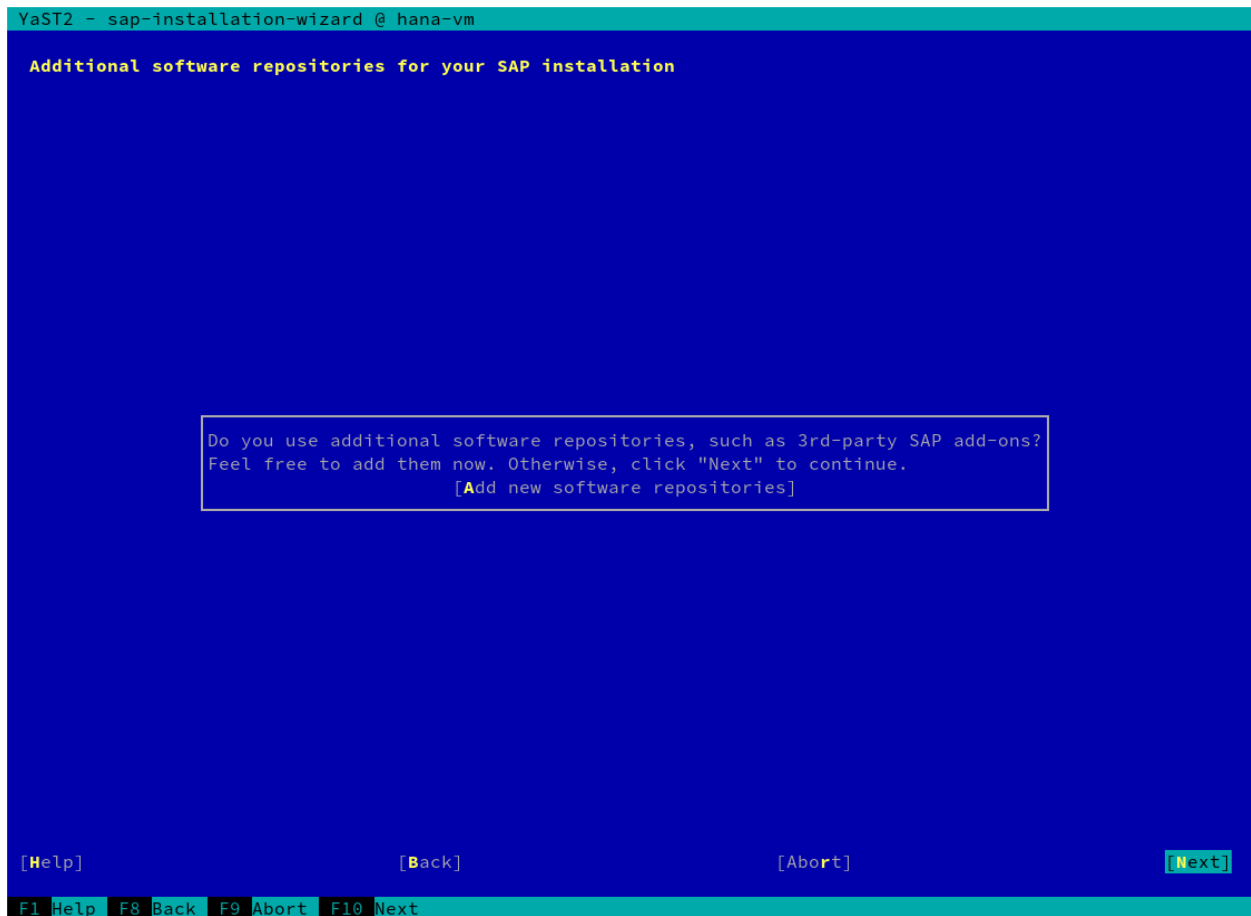 YaST2 - sap-installation-wizard @ hana-vm
Additional software repositories for your SAP installation
Do you use additional software repositories, such as 3rd-party SAP add-ons?
Feel free to add them now. Otherwise, click "Next" to continue.
[Add new software repositories]
[Help] [Back] [Abort] [Next]
F1 Help F8 Back F9 Abort F10 Next